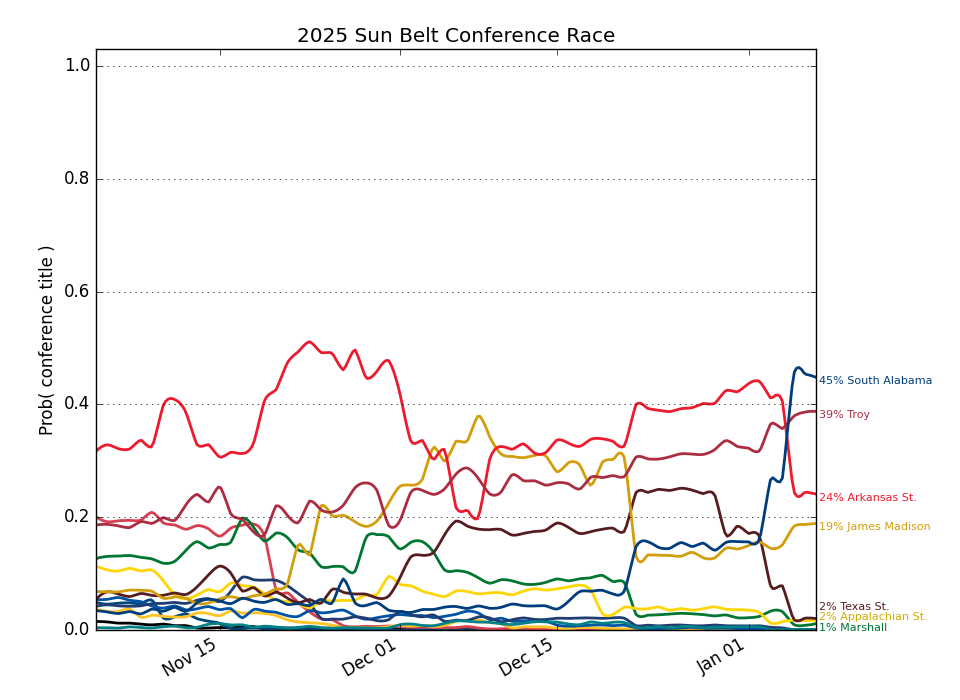 2025 Sun Belt Conference Race
1.0
0.8
0.6
0.4
0.2
0.0
Prob( conference title )
45% South Alabama
39% Troy
24% Arkansas St.
19% James Madison
2% Texas St.
2% Appalachian St.
1% Marshall
Nov 15
Dec 01
Dec 15
Jan 01